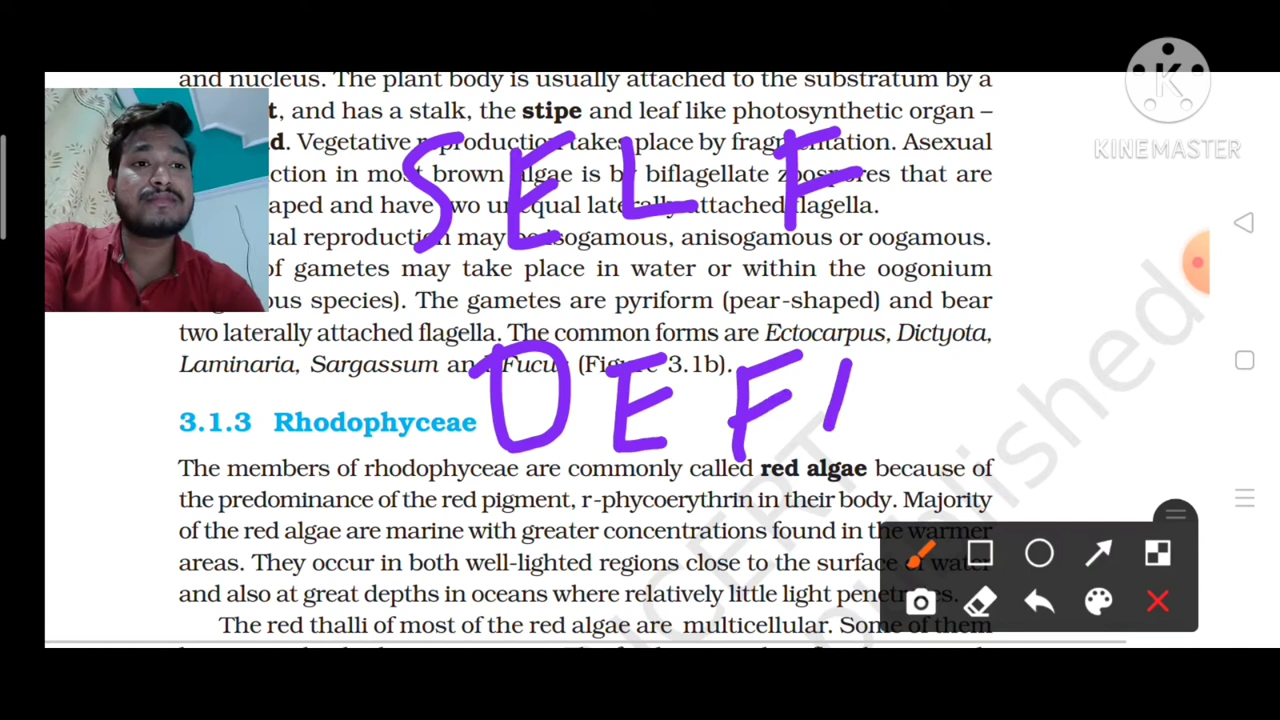 and nucleus. The plant body is usually attached to the substratum by a
t, and has a stalk, the stipe and leaf like photosynthetic organ –
d. Vegetative reproduction takes place by fragmentation. Asexual
ction in most brown algae is by biflagellate zoospores that are
aped and have two unequal laterally attached flagella.
ual reproduction may be isogamous, anisogamous or oogamous.
of gametes may take place in water or within the oogonium
ous species). The gametes are pyriform (pear-shaped) and bear
two laterally attached flagella. The common forms are Ectocarpus, Dictyota,
Laminaria, Sargassum and Fucus (Figure 3.1b).
SELF
DEF
3.1.3 Rhodophyceae
The members of rhodophyceae are commonly called red algae because of
the predominance of the red pigment, r-phycoerythrin in their body. Majority
of the red algae are marine with greater concentrations found in the warmer
areas. They occur in both well-lighted regions close to the surface of water
and also at great depths in oceans where relatively little light penetrates.
The red thalli of most of the red algae are multicellular. Some of them
NCERT
published
K
KINEMASTER